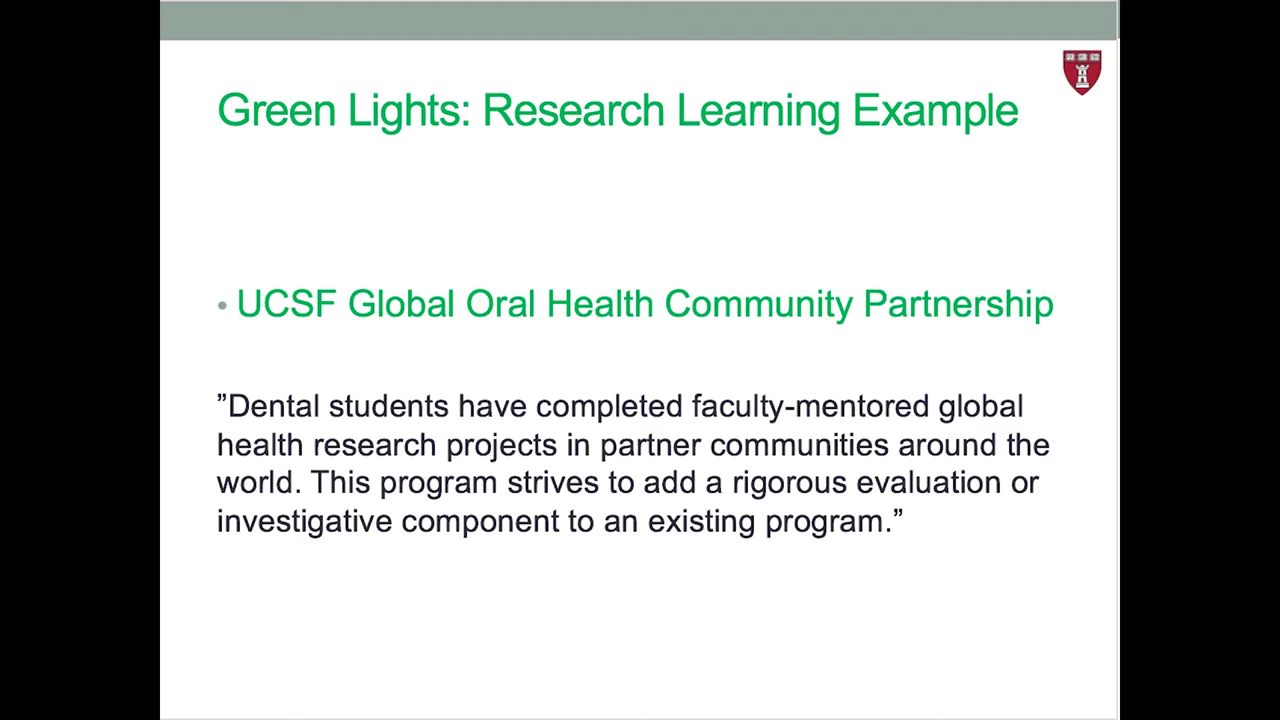 Green Lights: Research Learning Example
• UCSF Global Oral Health Community Partnership
”Dental students have completed faculty-mentored global
health research projects in partner communities around the
world. This program strives to add a rigorous evaluation or
investigative component to an existing program.”